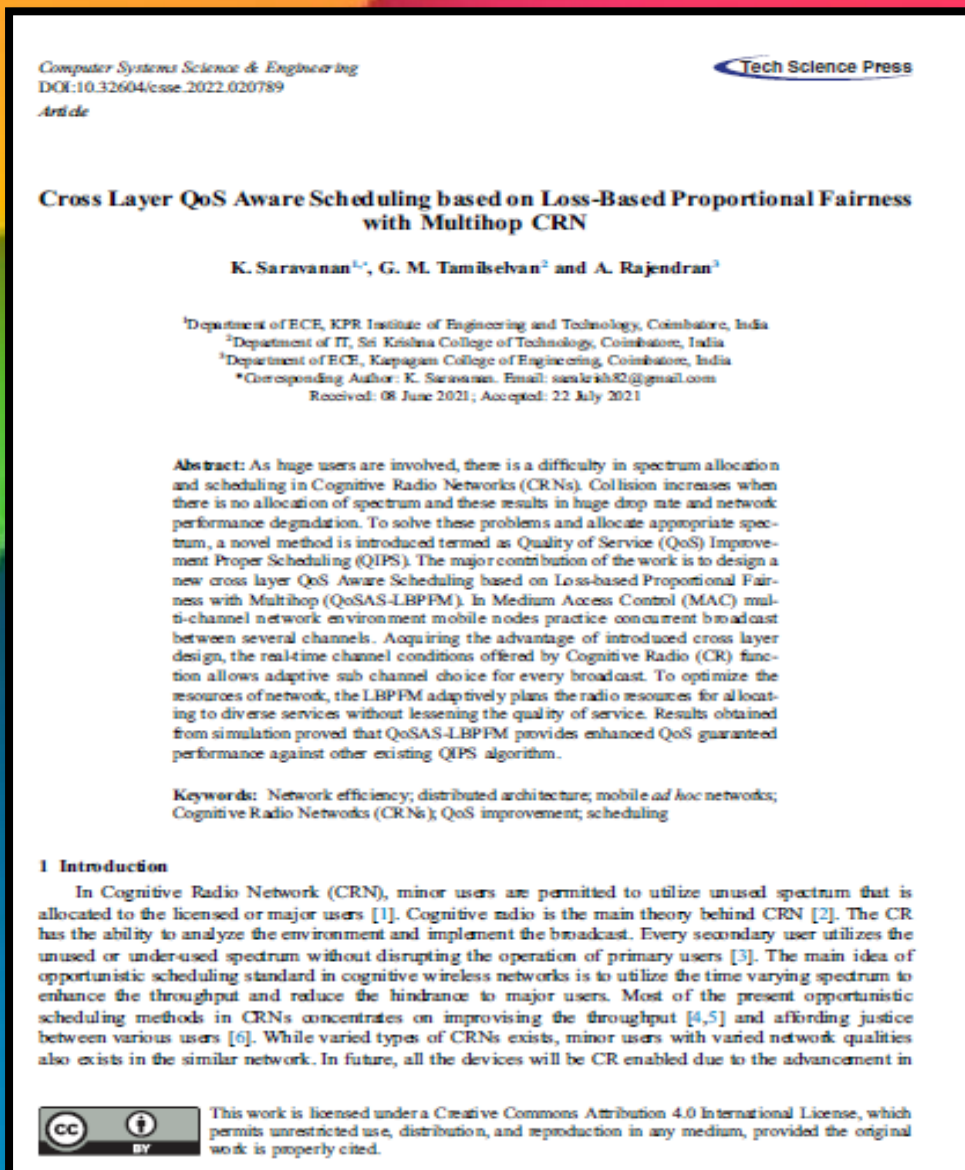 Computer Systems Science & Engineering
DOI:10.32604/csse.2022.020789
Article
Tech Science Press
Cross Layer QoS Aware Scheduling based on Loss-Based Proportional Fairness
with Multihop CRN
K. Saravanan1,*, G. M. Tamilselvan2 and A. Rajendran3
1Department of ECE, KPR Institute of Engineering and Technology, Coimbatore, India
2Department of IT, Sri Krishna College of Technology, Coimbatore, India
3Department of ECE, Karpagam College of Engineering, Coimbatore, India
*Corresponding Author: K. Saravanan. Email: sarakrish82@gmail.com
Received: 08 June 2021; Accepted: 22 July 2021
Abstract: As huge users are involved, there is a difficulty in spectrum allocation
and scheduling in Cognitive Radio Networks (CRNs). Collision increases when
there is no allocation of spectrum and these results in huge drop rate and network
performance degradation. To solve these problems and allocate appropriate spec-
trum, a novel method is introduced termed as Quality of Service (QoS) Improve-
ment Proper Scheduling (QIPS). The major contribution of the work is to design a
new cross layer QoS Aware Scheduling based on Loss-based Proportional Fair-
ness with Multihop (QoSAS-LBPFM). In Medium Access Control (MAC) mul-
ti-channel network environment mobile nodes practice concurrent broadcast
between several channels. Acquiring the advantage of introduced cross layer
design, the real-time channel conditions offered by Cognitive Radio (CR) func-
tion allows adaptive sub channel choice for every broadcast. To optimize the
resources of network, the LBPFM adaptively plans the radio resources for allocat-
ing to diverse services without lessening the quality of service. Results obtained
from simulation proved that QoSAS-LBPFM provides enhanced QoS guaranteed
performance against other existing QIPS algorithm.
Keywords: Network efficiency; distributed architecture; mobile ad hoc networks;
Cognitive Radio Networks (CRNs); QoS improvement; scheduling
1 Introduction
In Cognitive Radio Network (CRN), minor users are permitted to utilize unused spectrum that is
allocated to the licensed or major users [1]. Cognitive radio is the main theory behind CRN [2]. The CR
has the ability to analyze the environment and implement the broadcast. Every secondary user utilizes the
unused or under-used spectrum without disrupting the operation of primary users [3]. The main idea of
opportunistic scheduling standard in cognitive wireless networks is to utilize the time varying spectrum to
enhance the throughput and reduce the hindrance to major users. Most of the present opportunistic
scheduling methods in CRNs concentrates on improvising the throughput [4,5] and affording justice
between various users [6]. While varied types of CRNs exists, minor users with varied network qualities
also exists in the similar network. In future, all the devices will be CR enabled due to the advancement in
CC BY
This work is licensed under a Creative Commons Attribution 4.0 International License, which
permits unrestricted use, distribution, and reproduction in any medium, provided the original
work is properly cited.